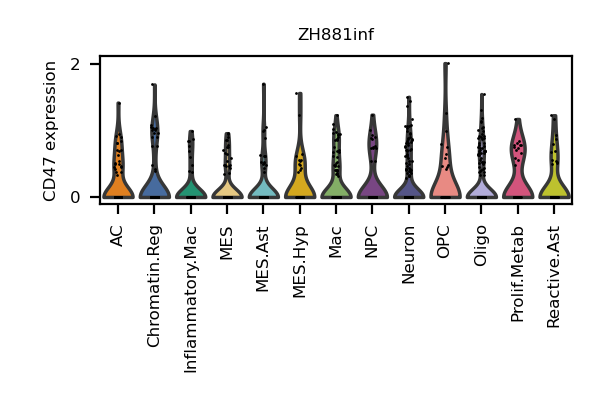 ZH881inf
CD47 expression
2
0
AC
Chromatin.Reg
Inflammatory.Mac
MES
MES.Ast
MES.Hyp
Mac
NPC
Neuron
OPC
Oligo
Prolif.Metab
Reactive.Ast